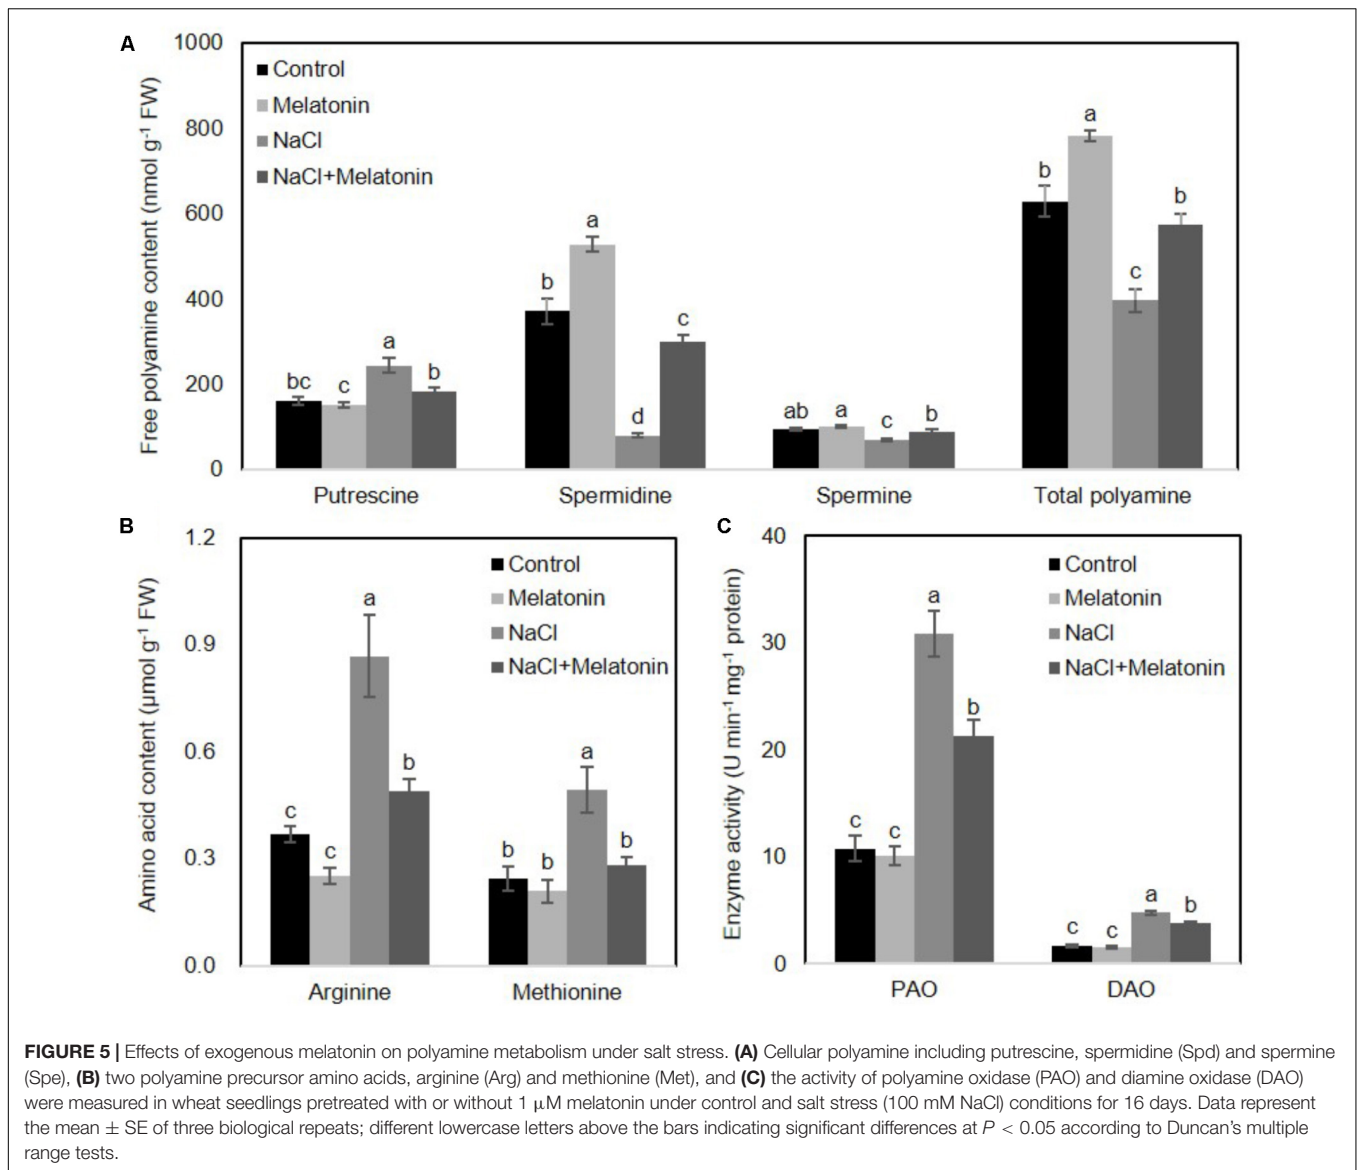 A
1000
800
600
400
200
0
Free polyamine content (nmol g⁻¹ FW)
Control
Melatonin
NaCl
NaCl+Melatonin
bc c a b
b a d c
ab a c b
b a c b
Putrescine Spermidine Spermine Total polyamine
B
1.2
0.9
0.6
0.3
0.0
Amino acid content (µmol g⁻¹ FW)
Control
Melatonin
NaCl
NaCl+Melatonin
c c a b
b b a b
Arginine Methionine
C
40
30
20
10
0
Enzyme activity (U min⁻¹ mg⁻¹ protein)
Control
Melatonin
NaCl
NaCl+Melatonin
c c a b
c c a b
PAO DAO
FIGURE 5 | Effects of exogenous melatonin on polyamine metabolism under salt stress. (A) Cellular polyamine including putrescine, spermidine (Spd) and spermine
(Spe), (B) two polyamine precursor amino acids, arginine (Arg) and methionine (Met), and (C) the activity of polyamine oxidase (PAO) and diamine oxidase (DAO)
were measured in wheat seedlings pretreated with or without 1 µM melatonin under control and salt stress (100 mM NaCl) conditions for 16 days. Data represent
the mean ± SE of three biological repeats; different lowercase letters above the bars indicating significant differences at P < 0.05 according to Duncan's multiple
range tests.